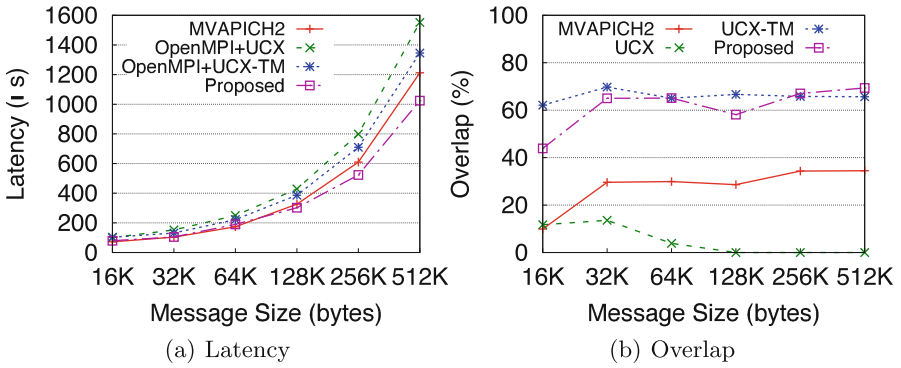 1600
1400
1200
1000
800
600
400
200
0
Latency (ı s)
MVAPICH2
OpenMPI+UCX
OpenMPI+UCX-TM
Proposed
16K 32K 64K 128K 256K 512K
Message Size (bytes)
(a) Latency
100
80
60
40
20
0
Overlap (%)
MVAPICH2 UCX-TM
UCX Proposed
16K 32K 64K 128K 256K 512K
Message Size (bytes)
(b) Overlap